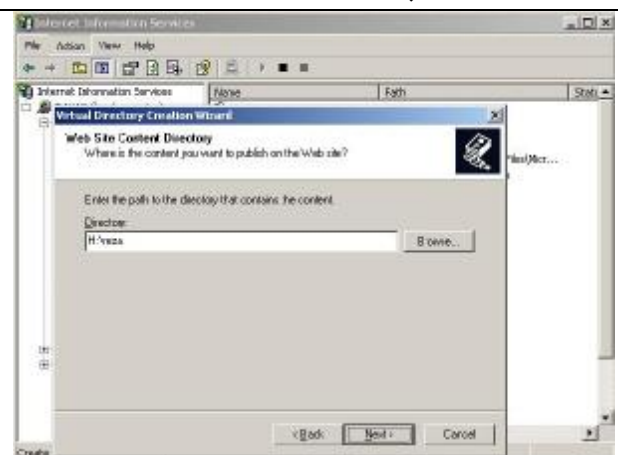 Internet Information Services
File Action View Help
Internet Information Services
Name Path Statu
Virtual Directory Creation Wizard
Web Site Content Directory
Where is the content you want to publish on the Web site?
Enter the path to the directory that contains the content.
Directory:
H:\reza
Browse...
< Back Next > Cancel